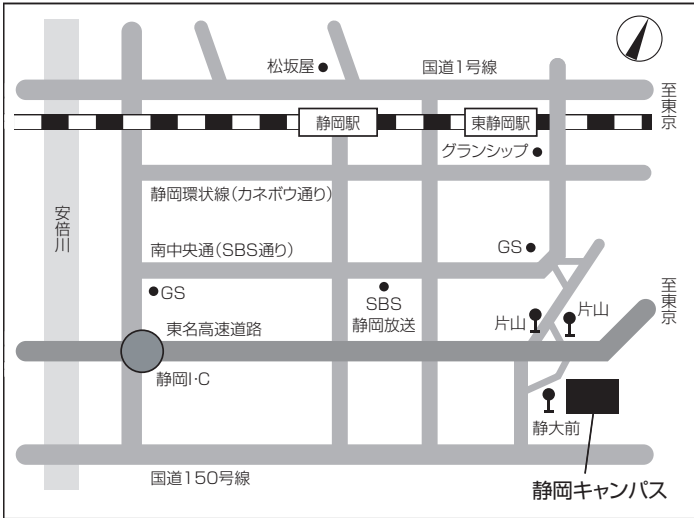 松坂屋
国道1号線
至東京
静岡駅
東静岡駅
グランシップ
静岡環状線(カネボウ通り)
安倍川
南中央通(SBS通り)
GS
GS
SBS
静岡放送
至東京
東名高速道路
片山
片山
静岡I・C
静大前
国道150号線
静岡キャンパス